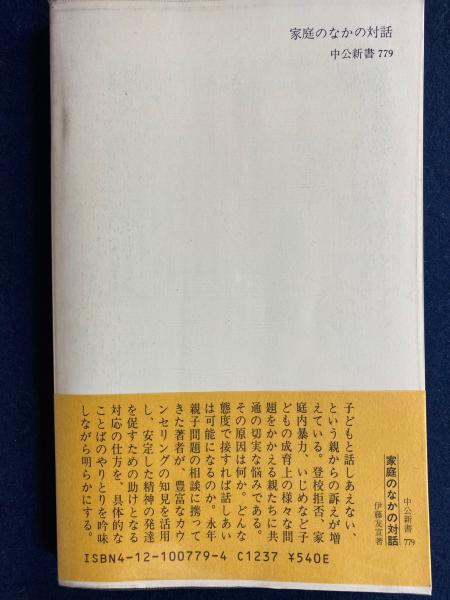 家庭のなかの対話
中公新書 779
子どもと話しあえない、
という親からの訴えが増
えている。登校拒否、家
庭内暴力、いじめなど子
どもの成育上の様々な問
題をかかえる親たちに共
通の切実な悩みである。
その原因は何か。どんな
態度で接すれば話しあい
は可能になるのか。永年
親子問題の相談に携って
きた著者が、豊富なカウ
ンセリングの知見を活用
し、安定した精神の発達
を促すための助けとなる
対応の仕方を、具体的な
ことばのやりとりを吟味
しながら明らかにする。
中公新書 779
家庭のなかの対話
伊藤友宣著
ISBN4-12-100779-4 C1237 ¥540E